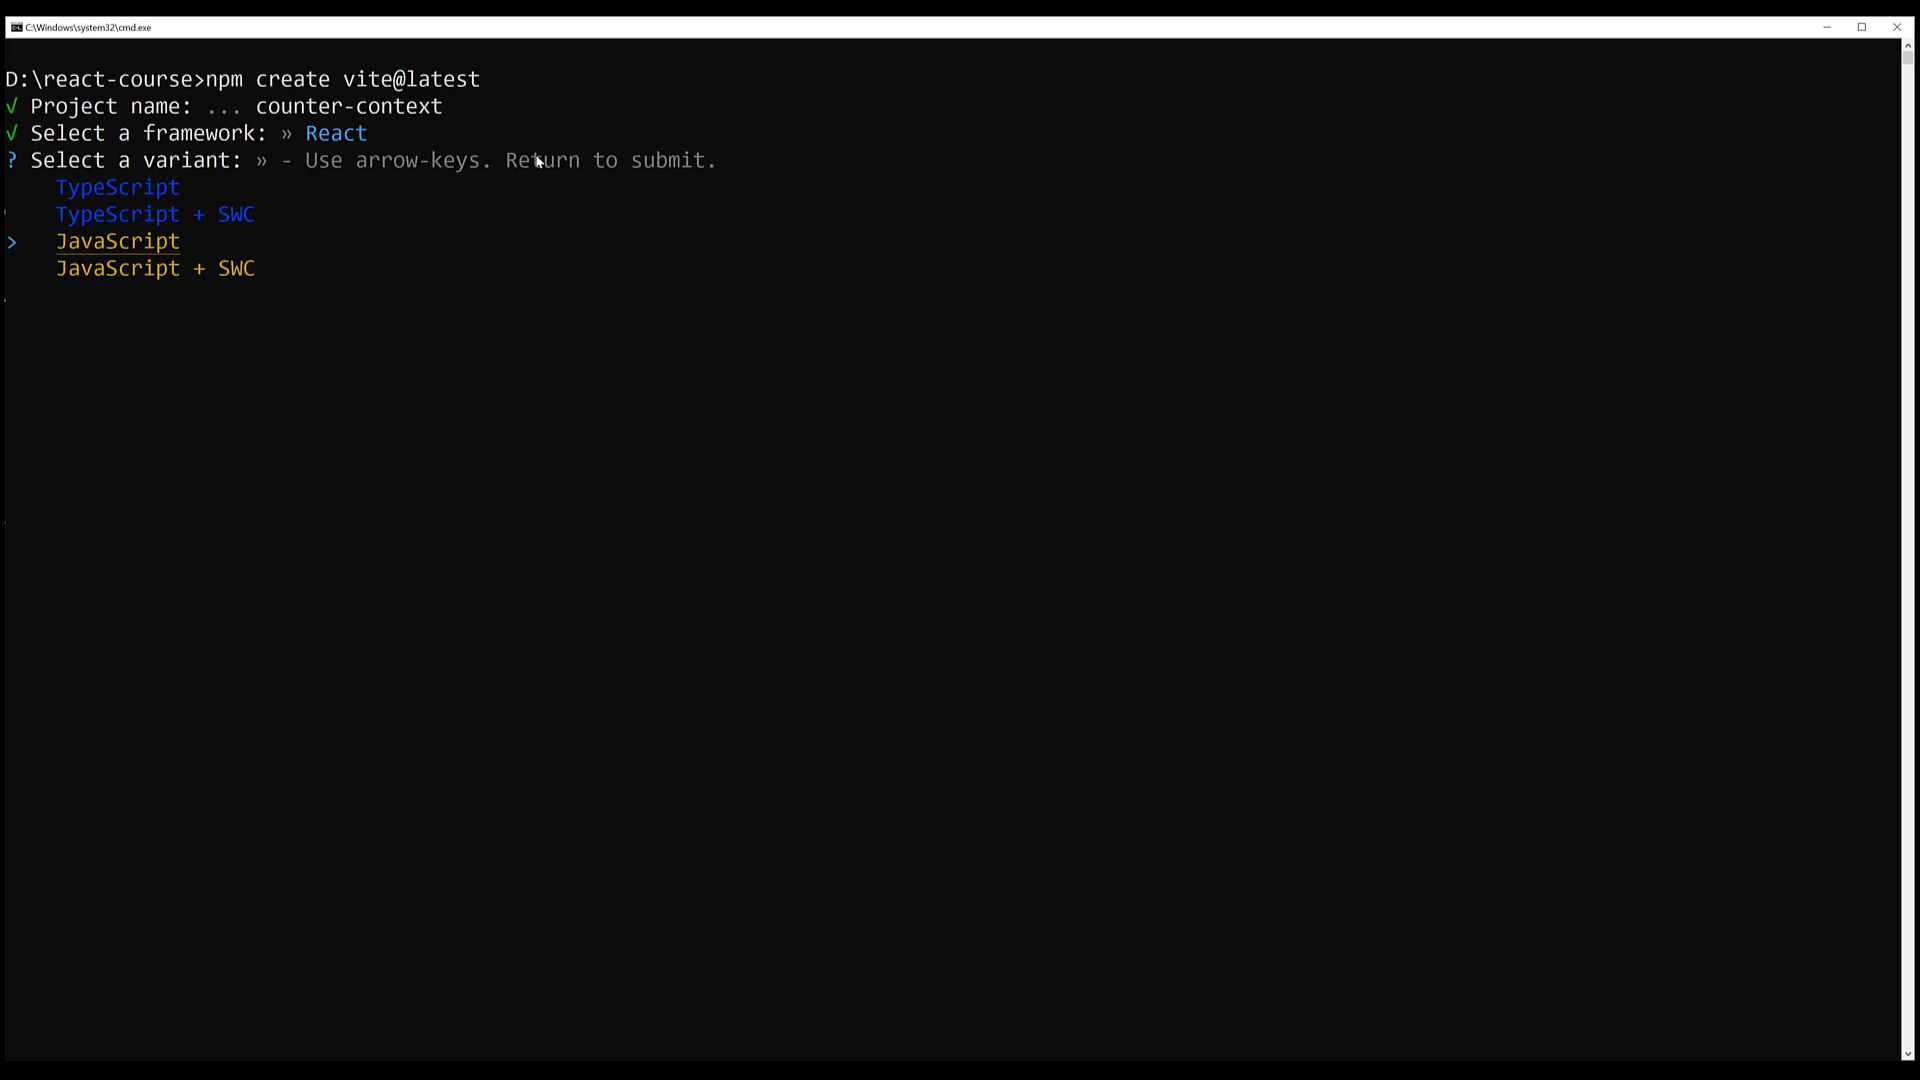 C:\Windows\system32\cmd.exe
D:\react-course>npm create vite@latest
√ Project name: ... counter-context
√ Select a framework: » React
? Select a variant: » - Use arrow-keys. Return to submit.
TypeScript
TypeScript + SWC
> JavaScript
JavaScript + SWC